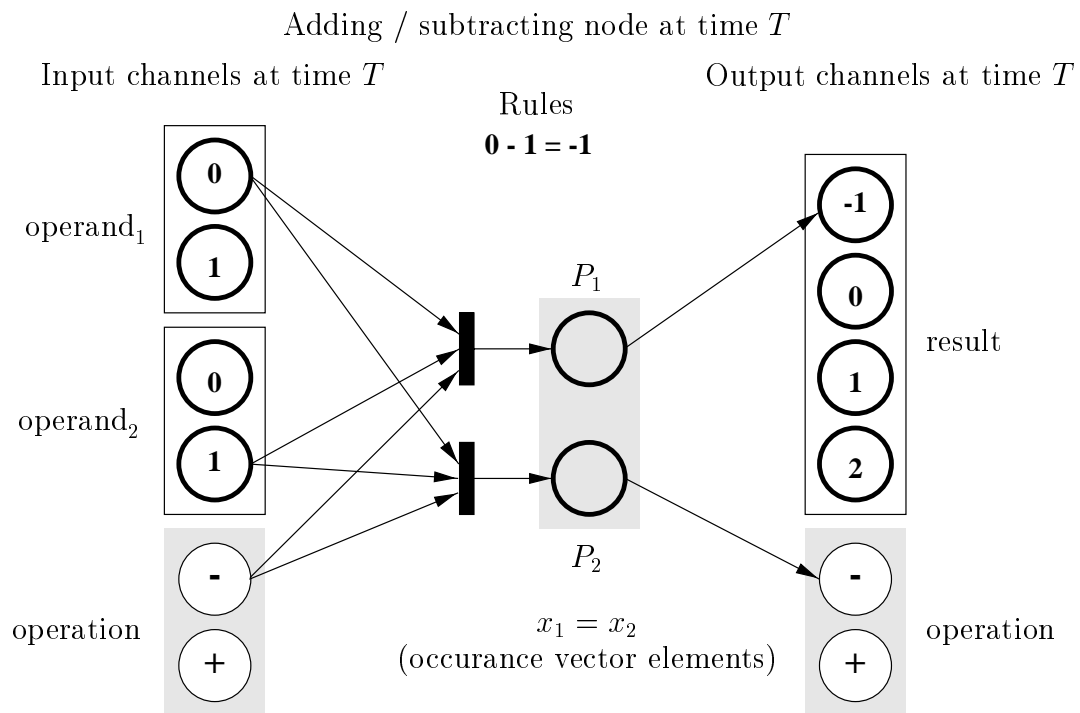 Adding / subtracting node at time T
Input channels at time T
Output channels at time T
Rules
0 - 1 = -1
operand₁
0
1
operand₂
0
1
operation
-
+
P₁
P₂
x₁ = x₂
(occurance vector elements)
-1
0
1
2
result
-
+
operation